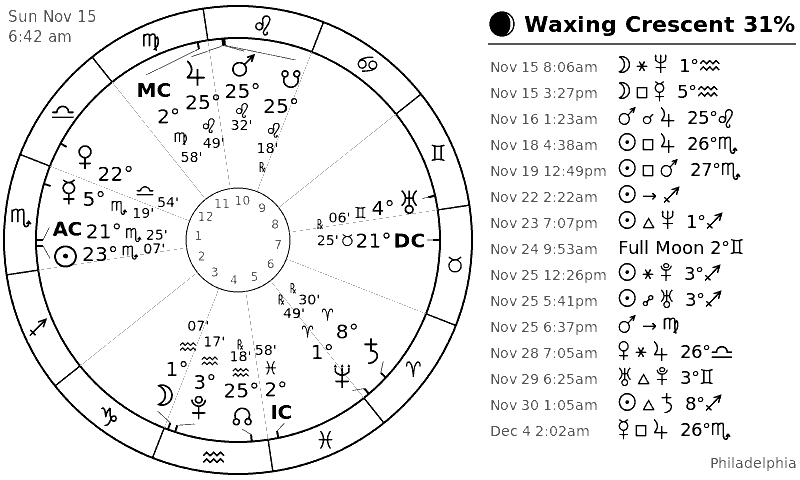 Sun Nov 15
6:42 am
Waxing Crescent 31%
Nov 15 8:06am ☽ ⚹ ♆ 1°♒
Nov 15 3:27pm ☽ □ ☿ 5°♒
Nov 16 1:23am ♂ ☌ ♃ 25°♌
Nov 18 4:38am ☉ □ ♃ 26°♏
Nov 19 12:49pm ☉ □ ♂ 27°♏
Nov 22 2:22am ☉ → ♐
Nov 23 7:07pm ☉ △ ♆ 1°♐
Nov 24 9:53am Full Moon 2°♊
Nov 25 12:26pm ☉ ⚹ ⯓ 3°♐
Nov 25 5:41pm ☉ ☍ ♅ 3°♐
Nov 25 6:37pm ♂ → ♍
Nov 28 7:05am ♀ ⚹ ♃ 26°♎
Nov 29 6:25am ♅ △ ⯓ 3°♊
Nov 30 1:05am ☉ △ ♄ 8°♐
Dec 4 2:02am ☿ □ ♃ 26°♏
Philadelphia
MC 2° ♍ 58'
♃ 25° ♌ 49'
♂ 25° ♌ 32'
☋ 25° ♌ 18' ℞
♀ 22° ♎ 54'
☿ 5° ♏ 19'
AC 21° ♏ 25'
☉ 23° ♏ 07'
℞ 06' ♊ 4° ♅
25' ♉ 21° DC
☽ 1° ♒ 07'
⯓ 3° ♒ 17'
☊ 25° ♒ 18' ℞
IC 2° ♓ 58'
♆ 1° ♈ 49' ℞
♄ 8° ♈ 30' ℞
♌
♋
♊
♉
♈
♓
♒
♑
♐
♏
♎
♍
1
2
3
4
5
6
7
8
9
10
11
12